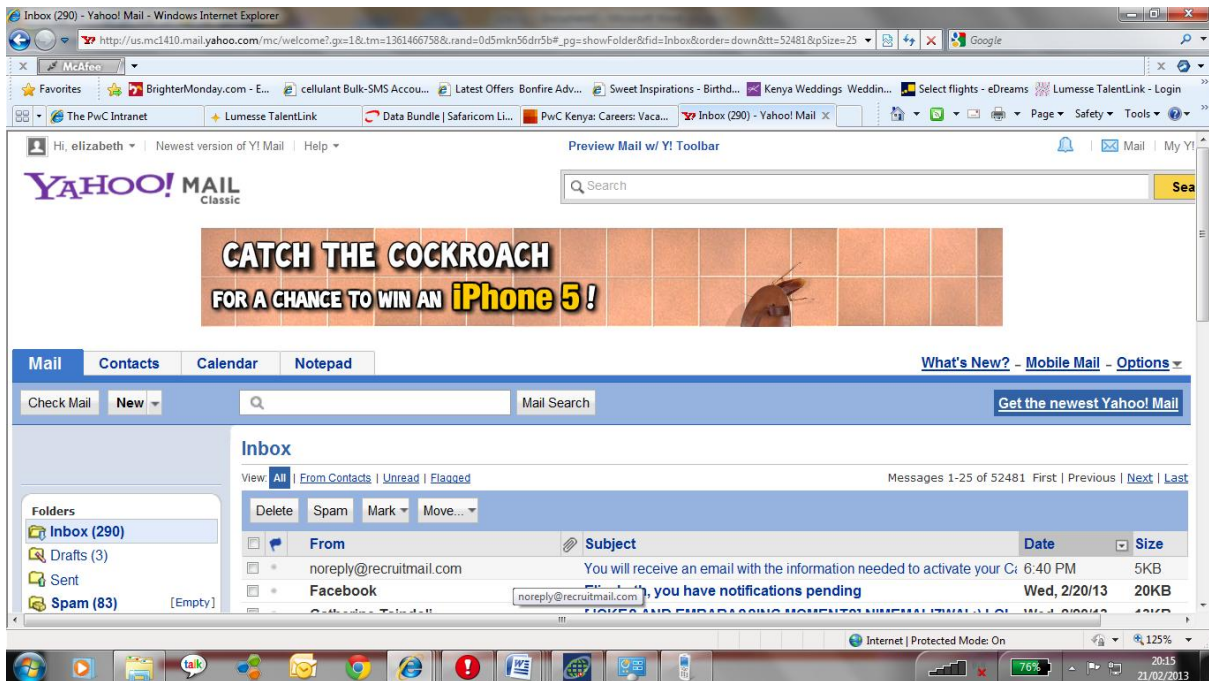 Inbox (290) - Yahoo! Mail - Windows Internet Explorer
http://us.mc1410.mail.yahoo.com/mc/welcome?.gx=1&.tm=1361466758&.rand=0d5mkn56drr5b#_pg=showFolder&fid=Inbox&order=down&tt=52481&pSize=25 Google
X McAfee x
Favorites BrighterMonday.com - E... cellulant Bulk-SMS Accou... Latest Offers Bonfire Adv... Sweet Inspirations - Birthd... Kenya Weddings Weddin... Select flights - eDreams Lumesse TalentLink - Login
The PwC Intranet Lumesse TalentLink Data Bundle | Safaricom Li... PwC Kenya: Careers: Vaca... Inbox (290) - Yahoo! Mail X Page Safety Tools
Hi, elizabeth | Newest version of Y! Mail | Help Preview Mail w/ Y! Toolbar Mail | My Y!
YAHOO! MAIL
Classic
Search Sea
CATCH THE COCKROACH
FOR A CHANCE TO WIN AN iPhone 5!
Mail Contacts Calendar Notepad What's New? - Mobile Mail - Options
Check Mail New Mail Search Get the newest Yahoo! Mail
Inbox
View: All | From Contacts | Unread | Flagged Messages 1-25 of 52481 First | Previous | Next | Last
Folders
Delete Spam Mark Move...
Inbox (290)
From Subject Date Size
Drafts (3)
noreply@recruitmail.com You will receive an email with the information needed to activate your Ca 6:40 PM 5KB
Sent
Facebook , you have notifications pending Wed, 2/20/13 20KB
noreply@recruitmail.com
Spam (83) [Empty]
Internet | Protected Mode: On 125%
talk 76% 20:15
21/02/2013